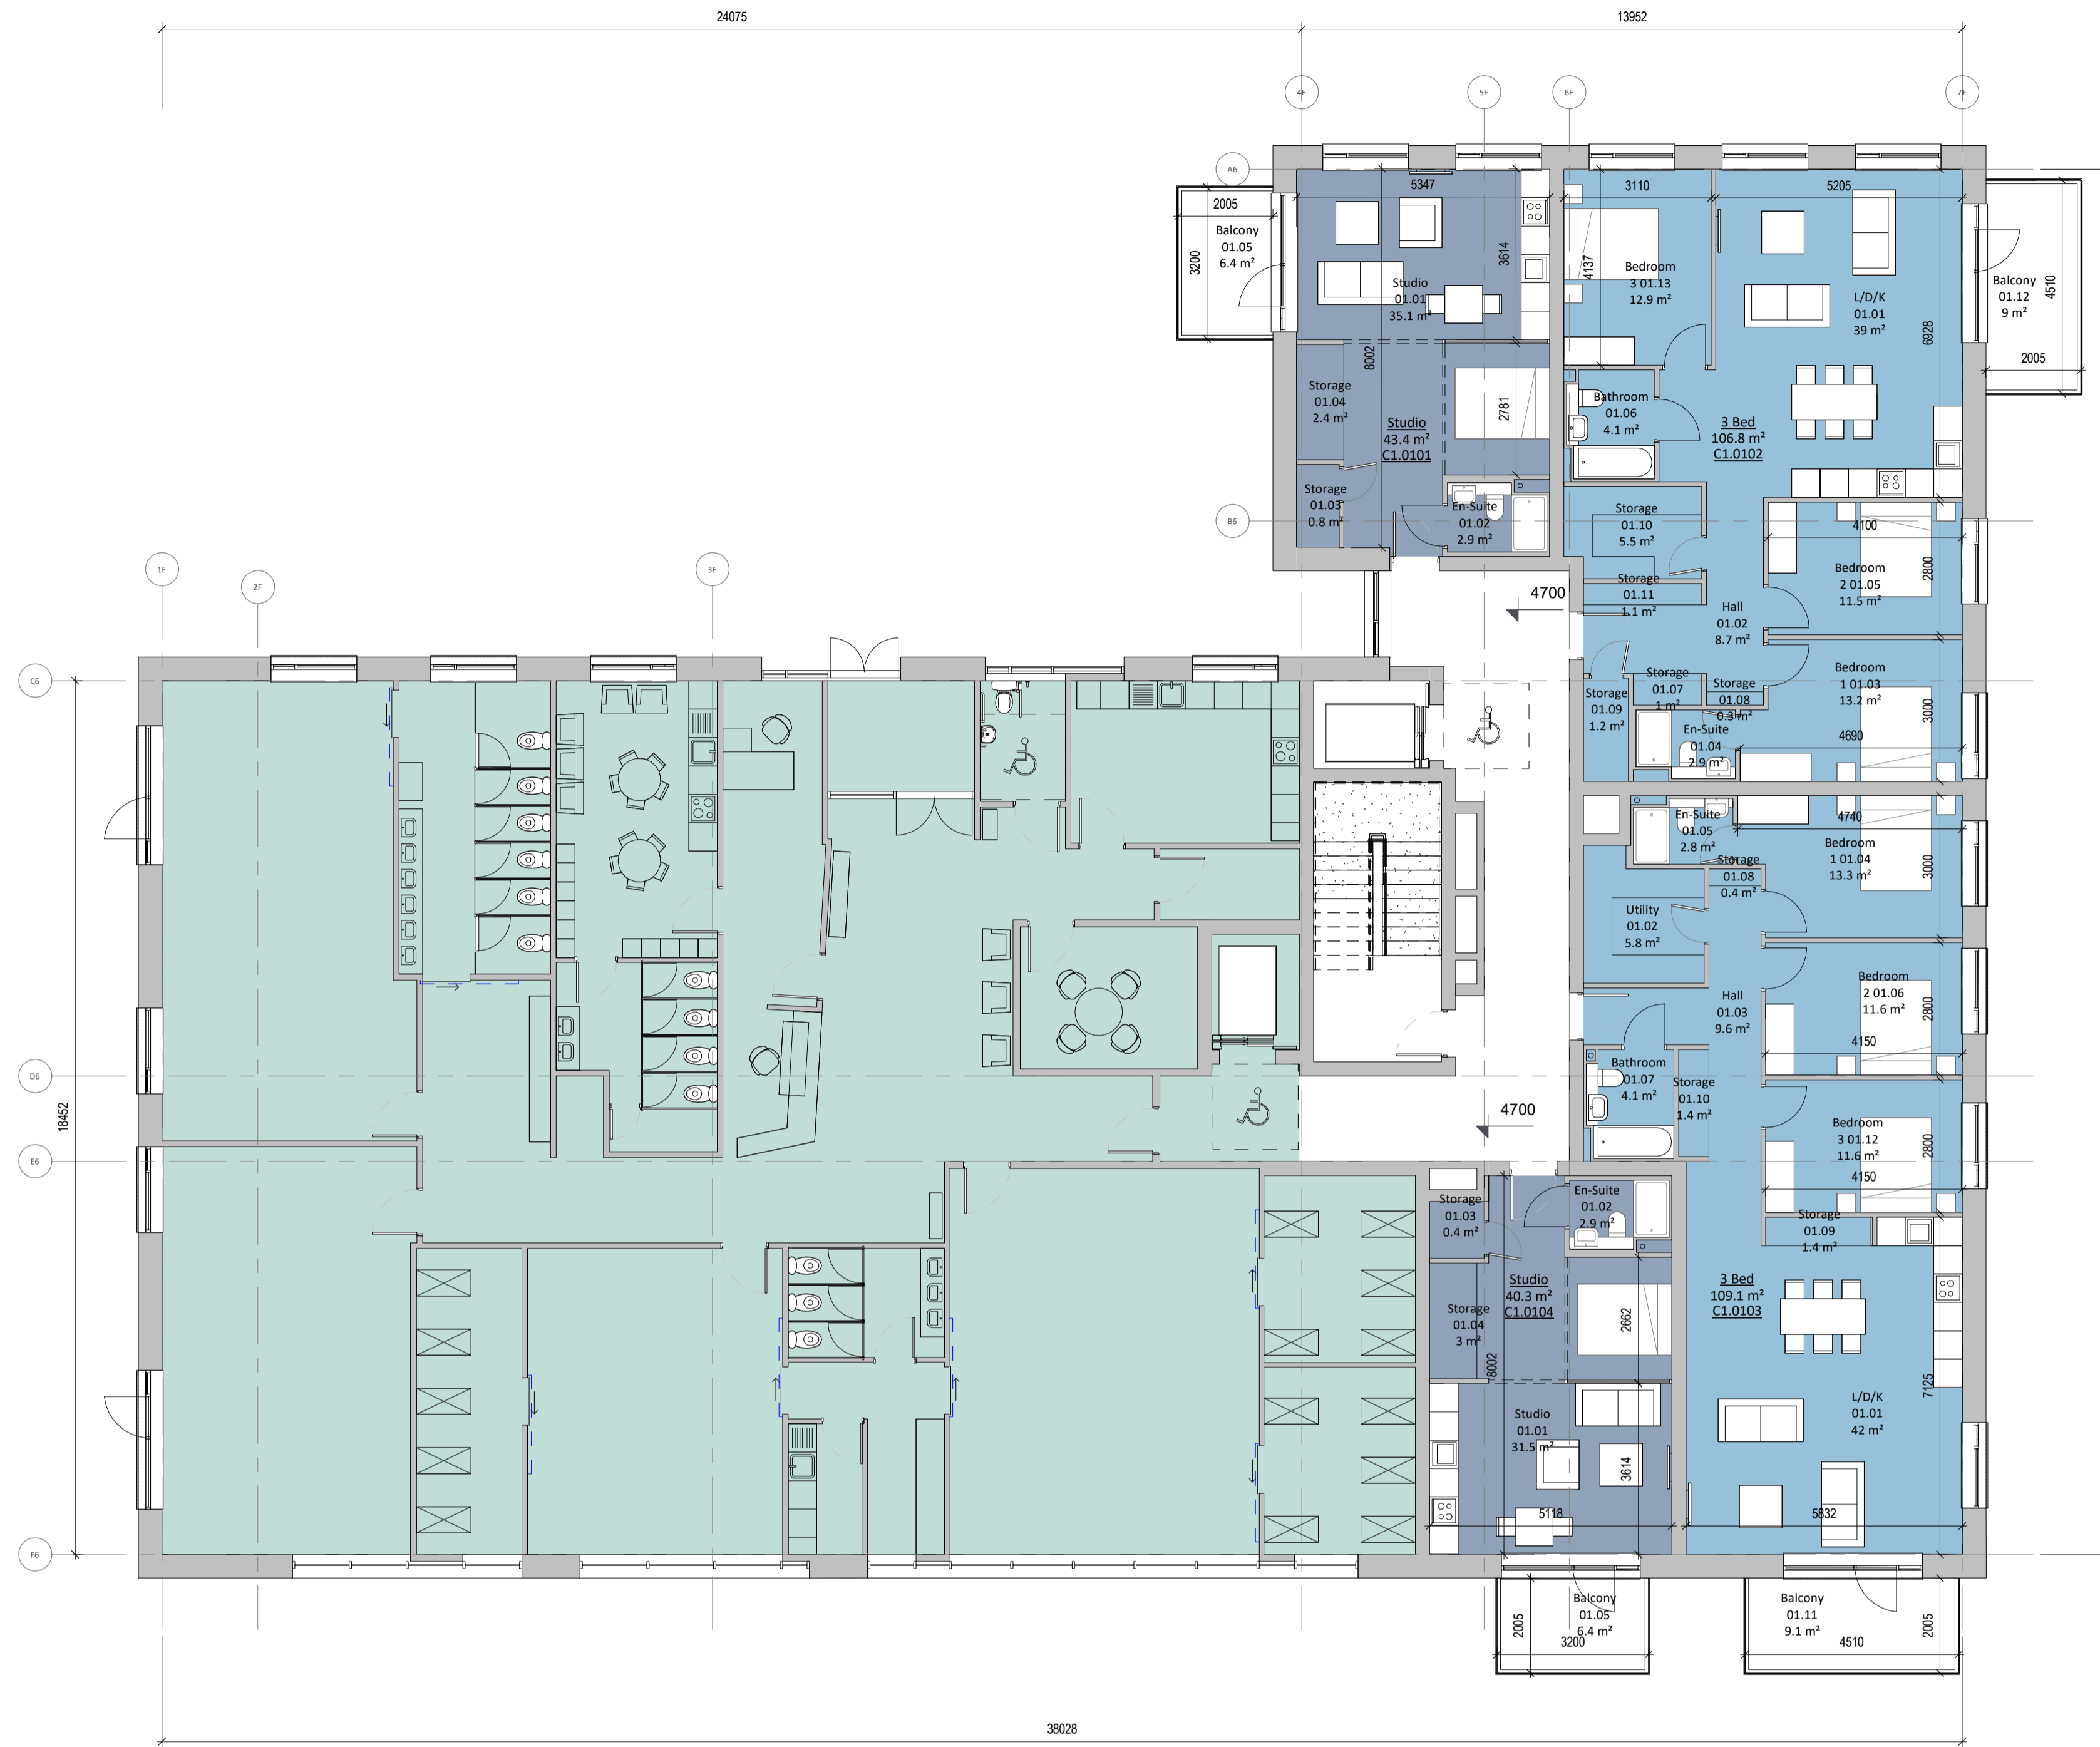 24075
13952
4F
5F
6F
7F
A6
5347
3110
5205
2005
Balcony
01.05
6.4 m²
3200
3614
Studio
01.01
35.1 m²
4137
Bedroom
3 01.13
12.9 m²
L/D/K
01.01
39 m²
6928
Balcony
01.12
9 m²
4510
2005
8002
Storage
01.04
2.4 m²
2781
Studio
43.4 m²
C1.0101
Bathroom
01.06
4.1 m²
3 Bed
106.8 m²
C1.0102
Storage
01.03
0.8 m²
En-Suite
01.02
2.9 m²
B6
Storage
01.10
5.5 m²
4100
Bedroom
2 01.05
11.5 m²
2800
1F
2F
3F
4700
Storage
01.11
1.1 m²
Hall
01.02
8.7 m²
C6
Storage
01.09
1.2 m²
Storage
01.07
1 m²
Storage
01.08
0.3 m²
Bedroom
1 01.03
13.2 m²
3000
En-Suite
01.04
2.9 m²
4690
En-Suite
01.05
2.8 m²
4740
Bedroom
1 01.04
13.3 m²
3000
Storage
01.08
0.4 m²
Utility
01.02
5.8 m²
Bedroom
2 01.06
11.6 m²
2800
Hall
01.03
9.6 m²
4150
D6
18452
Bathroom
01.07
4.1 m²
Storage
01.10
1.4 m²
4700
Bedroom
3 01.12
11.6 m²
2800
4150
E6
Storage
01.03
0.4 m²
En-Suite
01.02
2.9 m²
Storage
01.09
1.4 m²
Studio
40.3 m²
C1.0104
3 Bed
109.1 m²
C1.0103
Storage
01.04
3 m²
2662
8002
7125
Studio
01.01
31.5 m²
L/D/K
01.01
42 m²
3614
5118
5832
F6
Balcony
01.05
6.4 m²
2005
3200
Balcony
01.11
9.1 m²
4510
2005
38028